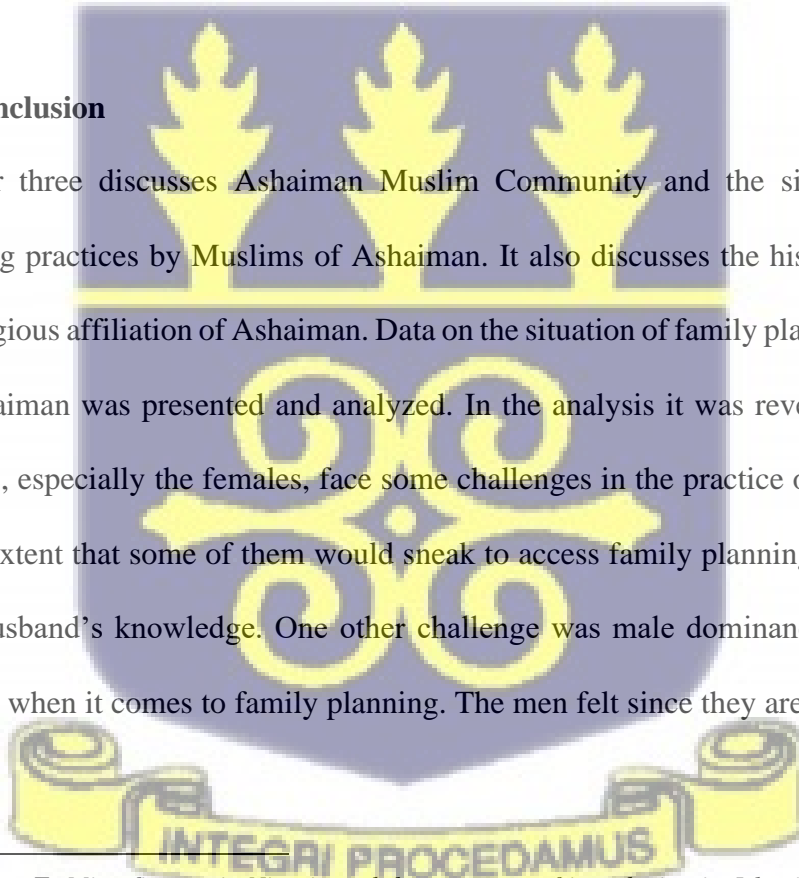 nclusion
r three discusses Ashaiman Muslim Community and the si
g practices by Muslims of Ashaiman. It also discusses the his
gious affiliation of Ashaiman. Data on the situation of family pla
aiman was presented and analyzed. In the analysis it was reve
, especially the females, face some challenges in the practice o
xtent that some of them would sneak to access family planning
usband’s knowledge. One other challenge was male dominan
when it comes to family planning. The men felt since they are
INTEGRI PROCEDAMUS